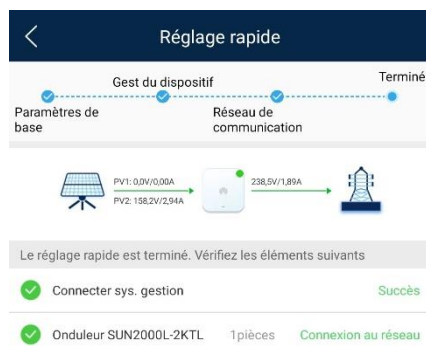 Réglage rapide
Gest du dispositif
Terminé
Paramètres de
base
Réseau de
communication
PV1: 0,0V/0,00A
PV2: 158,2V/2,94A
238,5V/1,89A
Le réglage rapide est terminé. Vérifiez les éléments suivants
Connecter sys. gestion Succès
Onduleur SUN2000L-2KTL 1pièces Connexion au réseau